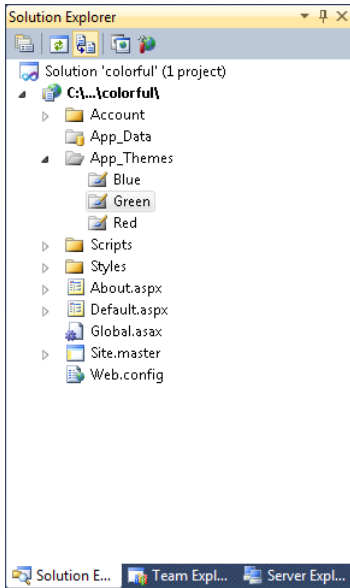 Solution Explorer
Solution 'colorful' (1 project)
C:\...\colorful\
Account
App_Data
App_Themes
Blue
Green
Red
Scripts
Styles
About.aspx
Default.aspx
Global.asax
Site.master
Web.config
Solution E... Team Expl... Server Expl...